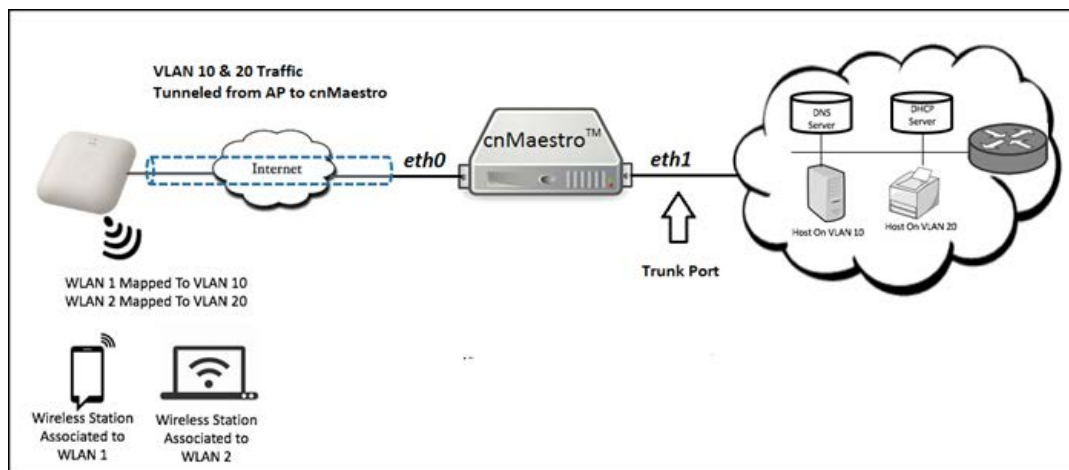 VLAN 10 & 20 Traffic
Tunneled from AP to cnMaestro
Internet
eth0
cnMaestro™
eth1
Trunk Port
DNS
Server
DHCP
Server
Host On VLAN 10
Host On VLAN 20
WLAN 1 Mapped To VLAN 10
WLAN 2 Mapped To VLAN 20
Wireless Station
Associated to
WLAN 1
Wireless Station
Associated to
WLAN 2